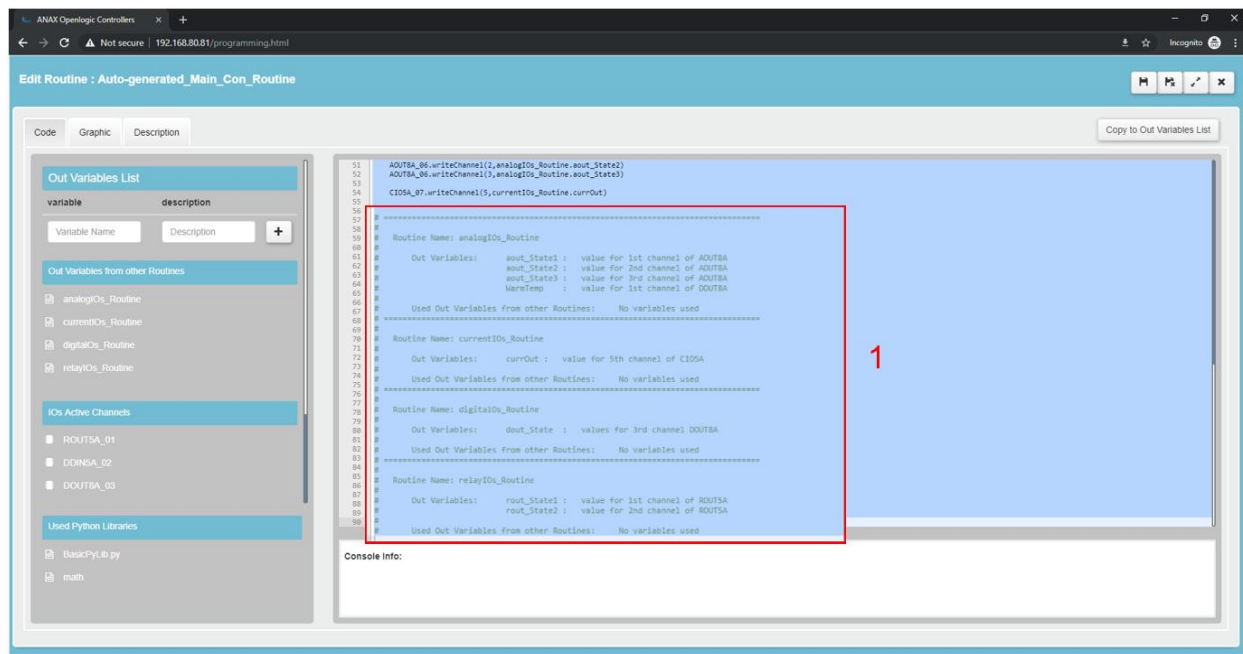 ANAX Openlogic Controllers
Not secure | 192.168.80.81/programming.html
Incognito
Edit Routine : Auto-generated_Main_Con_Routine
Code Graphic Description
Copy to Out Variables List
Out Variables List
variable description
Variable Name Description +
Out Variables from other Routines
analogIOs_Routine
currentIOs_Routine
digitalOs_Routine
relayIOs_Routine
IOs Active Channels
ROUT5A_01
DDIN5A_02
DOUT8A_03
Used Python Libraries
BasicPyLib.py
math
51 AOUT8A_06.writeChannel(2,analogIOs_Routine.aout_State2)
52 AOUT8A_06.writeChannel(3,analogIOs_Routine.aout_State3)
53
54 CIO5A_07.writeChannel(5,currentIOs_Routine.currOut)
55
56
57 # ================================================================================
58 #
59 # Routine Name: analogIOs_Routine
60 #
61 # Out Variables: aout_State1 : value for 1st channel of AOUT8A
62 # aout_State2 : value for 2nd channel of AOUT8A
63 # aout_State3 : value for 3rd channel of AOUT8A
64 # WarmTemp : value for 1st channel of DOUT8A
66 #
67 # Used Out Variables from other Routines: No variables used
68 # ================================================================================
69 #
70 # Routine Name: currentIOs_Routine
71 #
72 # Out Variables: currOut : value for 5th channel of CIO5A
73 #
74 # Used Out Variables from other Routines: No variables used
75 # ================================================================================
76 #
77 #
78 # Routine Name: digitalOs_Routine
79 #
80 # Out Variables: dout_State : values for 3rd channel DOUT8A
81 #
82 # Used Out Variables from other Routines: No variables used
83 # ================================================================================
84 #
85 # Routine Name: relayIOs_Routine
86 #
87 # Out Variables: rout_State1 : value for 1st channel of ROUT5A
88 # rout_State2 : value for 2nd channel of ROUT5A
89 #
90 # Used Out Variables from other Routines: No variables used
1
Console Info: